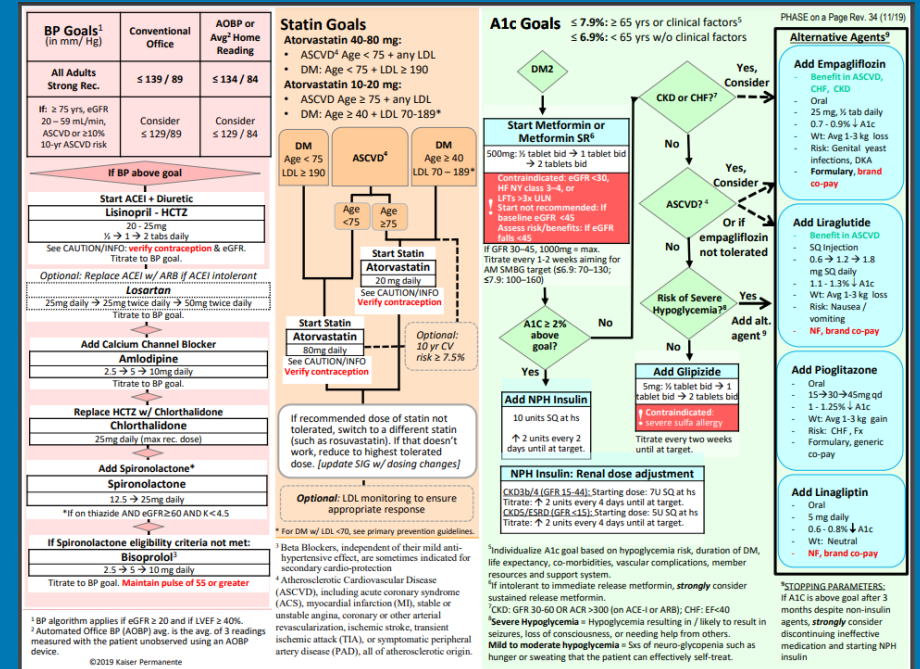 BP Goals1
(in mm/ Hg)
Conventional
Office
AOBP or
Avg2 Home
Reading
All Adults
Strong Rec.
≤ 139 / 89
≤ 134 / 84
If: ≥ 75 yrs, eGFR
20 – 59 mL/min,
ASCVD or ≥10%
10-yr ASCVD risk
Consider
≤ 129/89
Consider
≤ 129 / 84
If BP above goal
Start ACEI + Diuretic
Lisinopril - HCTZ
20 - 25mg
½ → 1 → 2 tabs daily
See CAUTION/INFO: verify contraception & eGFR.
Titrate to BP goal.
Optional: Replace ACEI w/ ARB if ACEI intolerant
Losartan
25mg daily → 25mg twice daily → 50mg twice daily
Titrate to BP goal.
Add Calcium Channel Blocker
Amlodipine
2.5 → 5 → 10mg daily
Titrate to BP goal.
Replace HCTZ w/ Chlorthalidone
Chlorthalidone
25mg daily (max rec. dose)
Add Spironolactone*
Spironolactone
12.5 → 25mg daily
*If on thiazide AND eGFR≥60 AND K<4.5
If Spironolactone eligibility criteria not met:
Bisoprolol3
2.5 → 5 → 10 mg daily
Titrate to BP goal. Maintain pulse of 55 or greater
1 BP algorithm applies if eGFR ≥ 20 and if LVEF ≥ 40%.
2 Automated Office BP (AOBP) avg. is the avg. of 3 readings
measured with the patient unobserved using an AOBP
device.
©2019 Kaiser Permanente
Statin Goals
Atorvastatin 40-80 mg:
• ASCVD4 Age < 75 + any LDL
• DM: Age < 75 + LDL ≥ 190
Atorvastatin 10-20 mg:
• ASCVD Age ≥ 75 + any LDL
• DM: Age ≥ 40 + LDL 70-189*
DM
Age < 75
LDL ≥ 190
ASCVD4
DM
Age ≥ 40
LDL 70 – 189*
Age
<75
Age
≥75
Start Statin
Atorvastatin
20 mg daily
See CAUTION/INFO
Verify contraception
Start Statin
Atorvastatin
80mg daily
See CAUTION/INFO
Verify contraception
Optional:
10 yr CV
risk ≥ 7.5%
If recommended dose of statin not
tolerated, switch to a different statin
(such as rosuvastatin). If that doesn't
work, reduce to highest tolerated
dose. [update SIG w/ dosing changes]
Optional: LDL monitoring to ensure
appropriate response
* For DM w/ LDL <70, see primary prevention guidelines.
3 Beta Blockers, independent of their mild anti-
hypertensive effect, are sometimes indicated for
secondary cardio-protection
4 Atherosclerotic Cardiovascular Disease
(ASCVD), including acute coronary syndrome
(ACS), myocardial infarction (MI), stable or
unstable angina, coronary or other arterial
revascularization, ischemic stroke, transient
ischemic attack (TIA), or symptomatic peripheral
artery disease (PAD), all of atherosclerotic origin.
A1c Goals
≤ 7.9%: ≥ 65 yrs or clinical factors5
≤ 6.9%: < 65 yrs w/o clinical factors
DM2
Start Metformin or
Metformin SR6
500mg: ½ tablet bid → 1 tablet bid
→ 2 tablets bid
! Contraindicated: eGFR <30,
HF NY class 3–4, or
LFTs >3x ULN
Start not recommended: If
baseline eGFR <45
Assess risk/benefits: If eGFR
falls <45
If GFR 30–45, 1000mg = max.
Titrate every 1-2 weeks aiming for
AM SMBG target (≤6.9: 70–130;
≤7.9: 100–160)
A1C ≥ 2%
above
goal?
No
Yes
Add NPH Insulin
10 units SQ at hs
↑ 2 units every 2
days until at target.
CKD or CHF?7
Yes,
Consider
No
ASCVD? 4
Yes,
Consider
Or if
empagliflozin
not tolerated
No
Risk of Severe
Hypoglycemia?8
Yes
Add alt.
agent 9
No
Add Glipizide
5mg: ½ tablet bid → 1
tablet bid → 2 tablets bid
! Contraindicated:
severe sulfa allergy
Titrate every two weeks
until at target.
NPH Insulin: Renal dose adjustment
CKD3b/4 (GFR 15-44): Starting dose: 7U SQ at hs
Titrate: ↑ 2 units every 4 days until at target.
CKD5/ESRD (GFR <15): Starting dose: 5U SQ at hs
Titrate: ↑ 2 units every 4 days until at target.
5Individualize A1c goal based on hypoglycemia risk, duration of DM,
life expectancy, co-morbidities, vascular complications, member
resources and support system.
6If intolerant to immediate release metformin, strongly consider
sustained release metformin.
7CKD: GFR 30-60 OR ACR >300 (on ACE-I or ARB); CHF: EF<40
8Severe Hypoglycemia = Hypoglycemia resulting in / likely to result in
seizures, loss of consciousness, or needing help from others.
Mild to moderate hypoglycemia = Sxs of neuro-glycopenia such as
hunger or sweating that the patient can effectively self-treat.
PHASE on a Page Rev. 34 (11/19)
Alternative Agents9
Add Empagliflozin
- Benefit in ASCVD,
CHF, CKD
- Oral
- 25 mg, ½ tab daily
- 0.7 - 0.9% ↓ A1c
- Wt: Avg 1-3 kg loss
- Risk: Genital yeast
infections, DKA
- Formulary, brand
co-pay
Add Liraglutide
- Benefit in ASCVD
- SQ Injection
- 0.6 → 1.2 → 1.8
mg SQ daily
- 1.1 - 1.3% ↓ A1c
- Wt: Avg 1-3 kg loss
- Risk: Nausea /
vomiting
- NF, brand co-pay
Add Pioglitazone
- Oral
- 15→30→45mg qd
- 1 - 1.25% ↓ A1c
- Wt: Avg 1-3 kg gain
- Risk: CHF , Fx
- Formulary, generic
co-pay
Add Linagliptin
- Oral
- 5 mg daily
- 0.6 - 0.8% ↓ A1c
- Wt: Neutral
- NF, brand co-pay
9STOPPING PARAMETERS:
If A1C is above goal after 3
months despite non-insulin
agents, strongly consider
discontinuing ineffective
medication and starting NPH
insulin